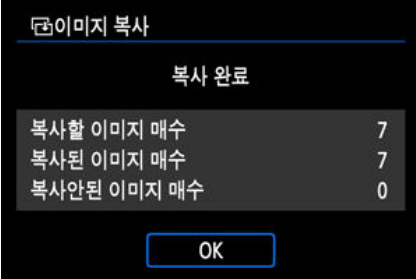 이미지 복사
복사 완료
복사할 이미지 매수 7
복사된 이미지 매수 7
복사안된 이미지 매수 0
OK